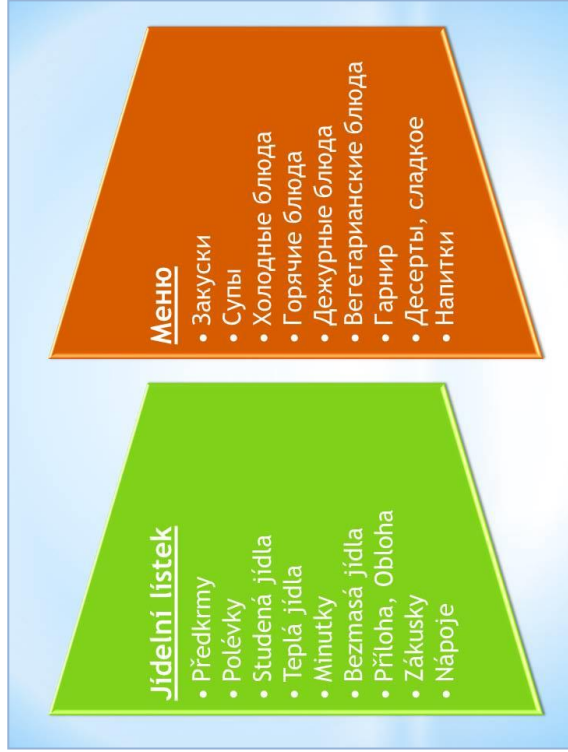 Jídelní lístek
• Předkrmy
• Polévky
• Studená jídla
• Teplá jídla
• Minutky
• Bezmasá jídla
• Příloha, Obloha
• Zákusky
• Nápoje
Меню
• Закуски
• Супы
• Холодные блюда
• Горячие блюда
• Дежурные блюда
• Вегетарианские блюда
• Гарнир
• Десерты, сладкое
• Напитки